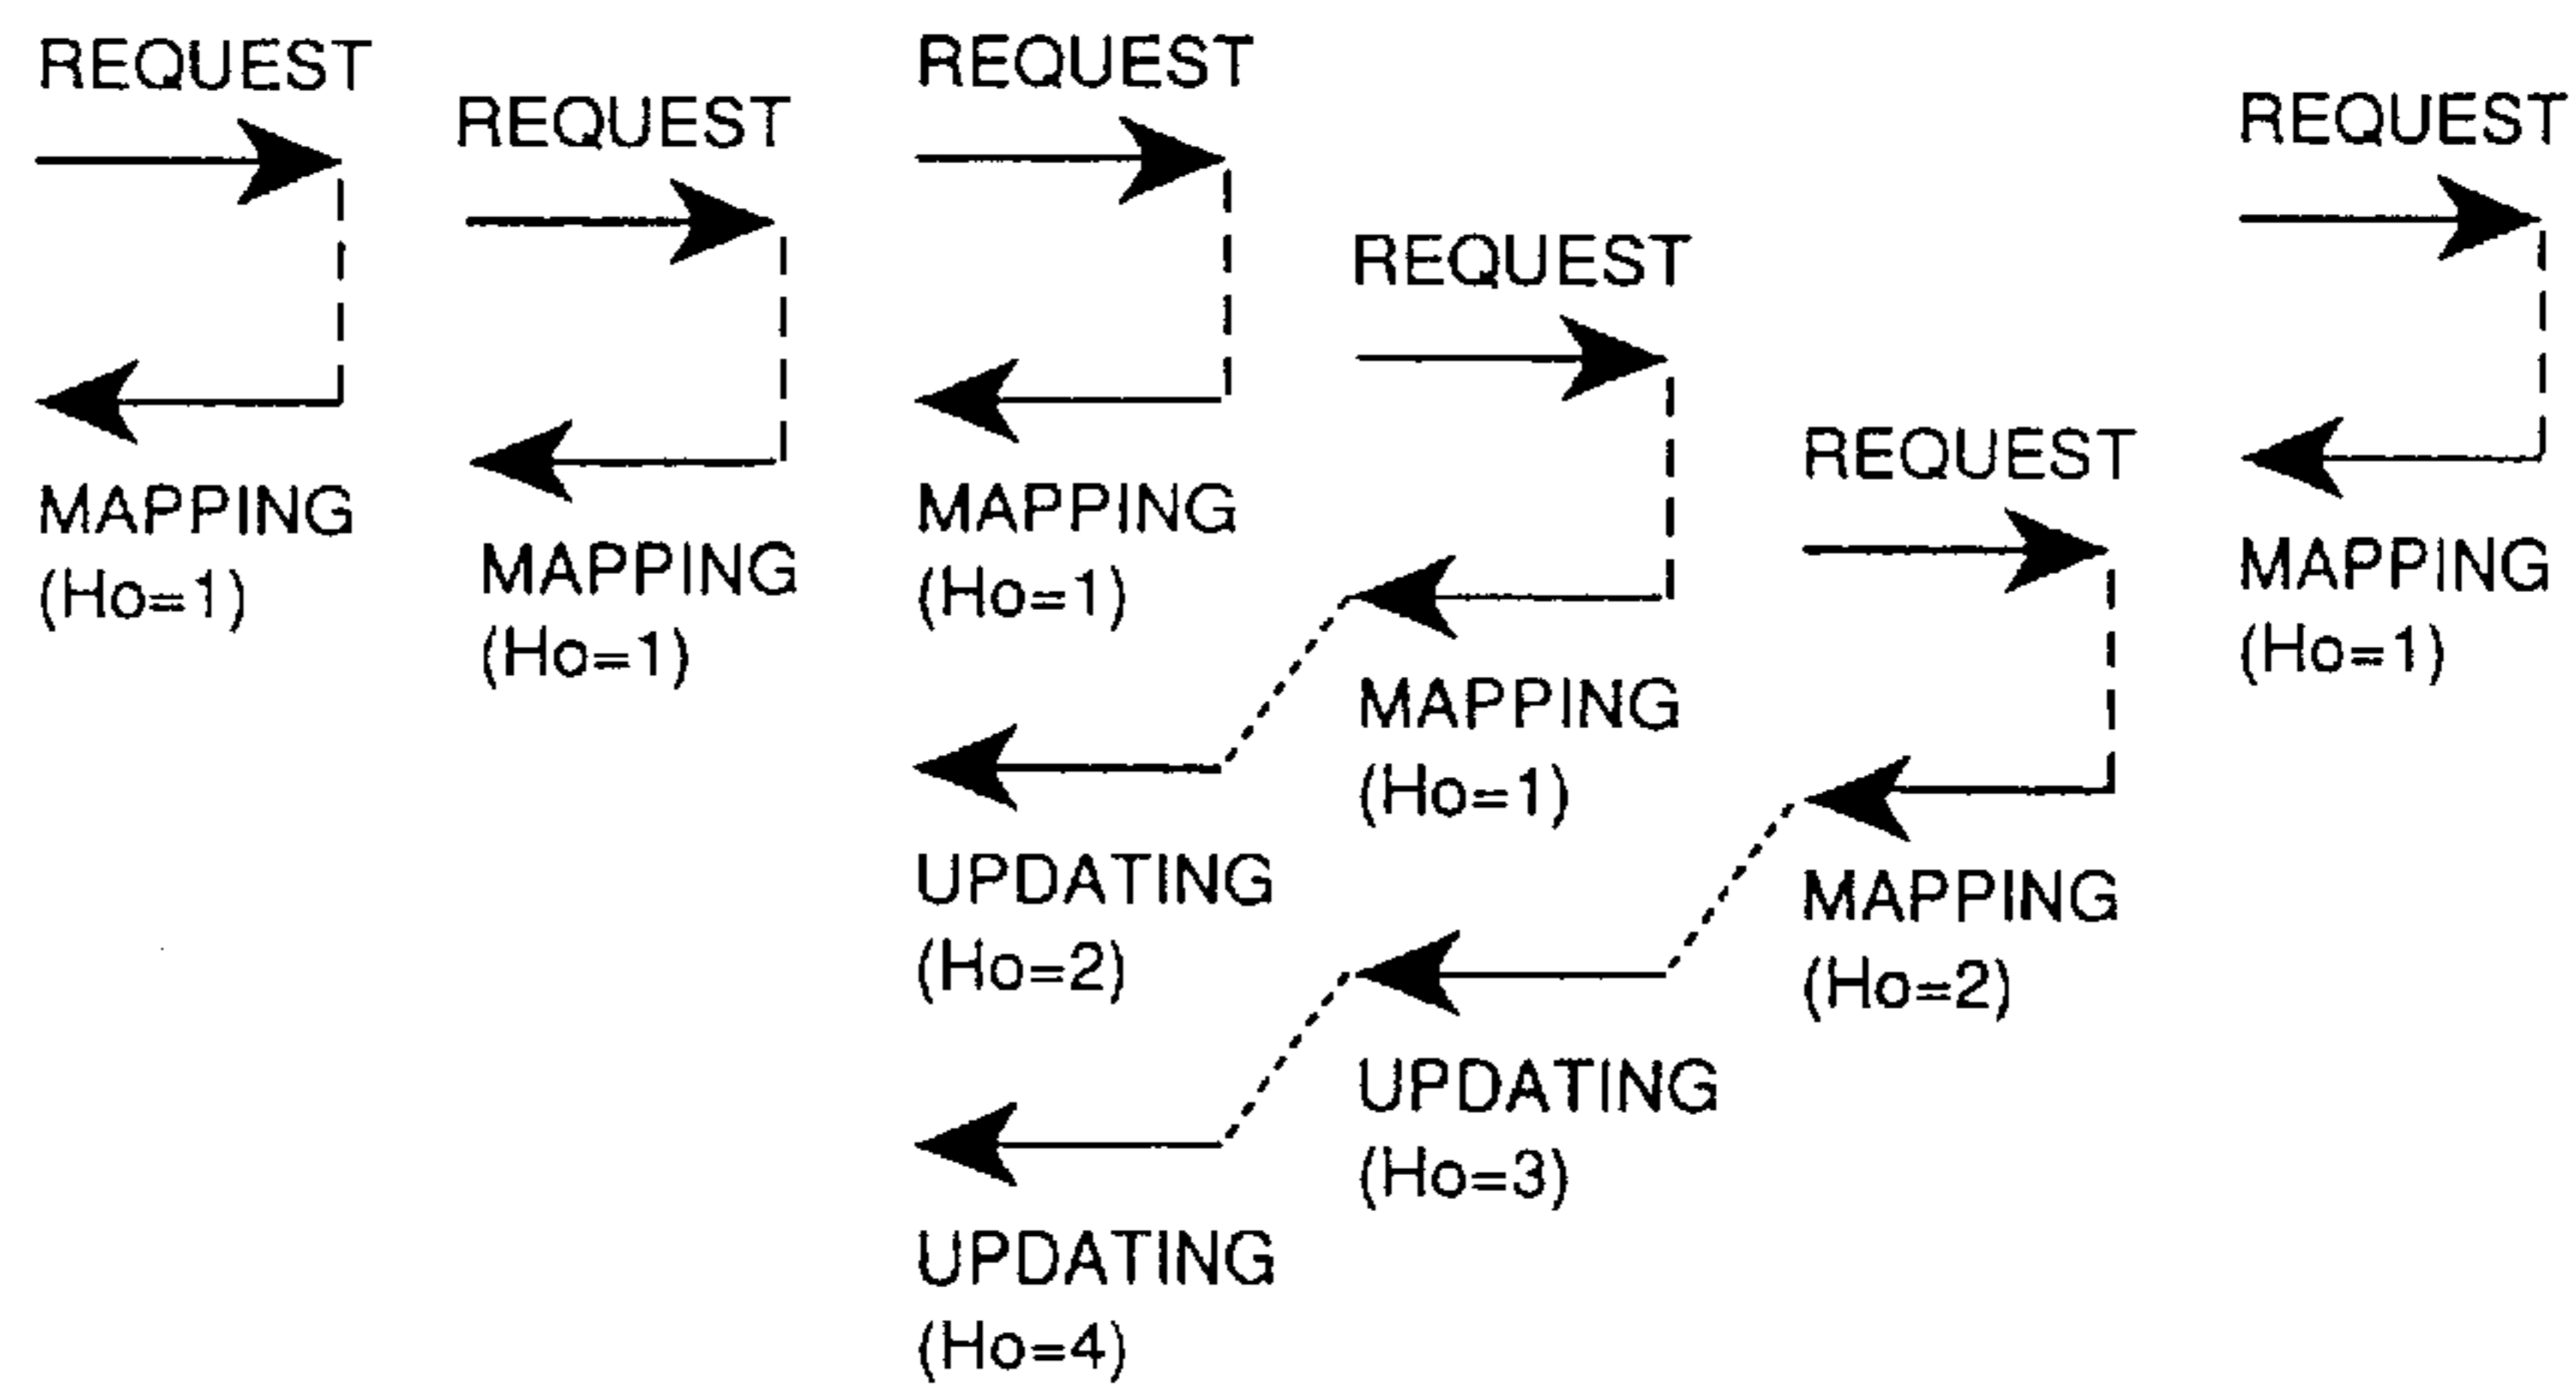 REQUEST
MAPPING
(Ho=1)
REQUEST
MAPPING
(Ho=1)
REQUEST
MAPPING
(Ho=1)
UPDATING
(Ho=2)
UPDATING
(Ho=4)
REQUEST
MAPPING
(Ho=1)
UPDATING
(Ho=3)
REQUEST
MAPPING
(Ho=2)
REQUEST
MAPPING
(Ho=1)